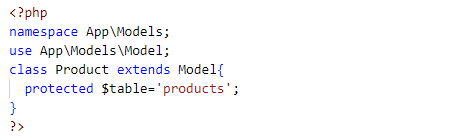 <?php
namespace App\Models;
use App\Models\Model;
class Product extends Model{
  protected $table='products';
}
?>